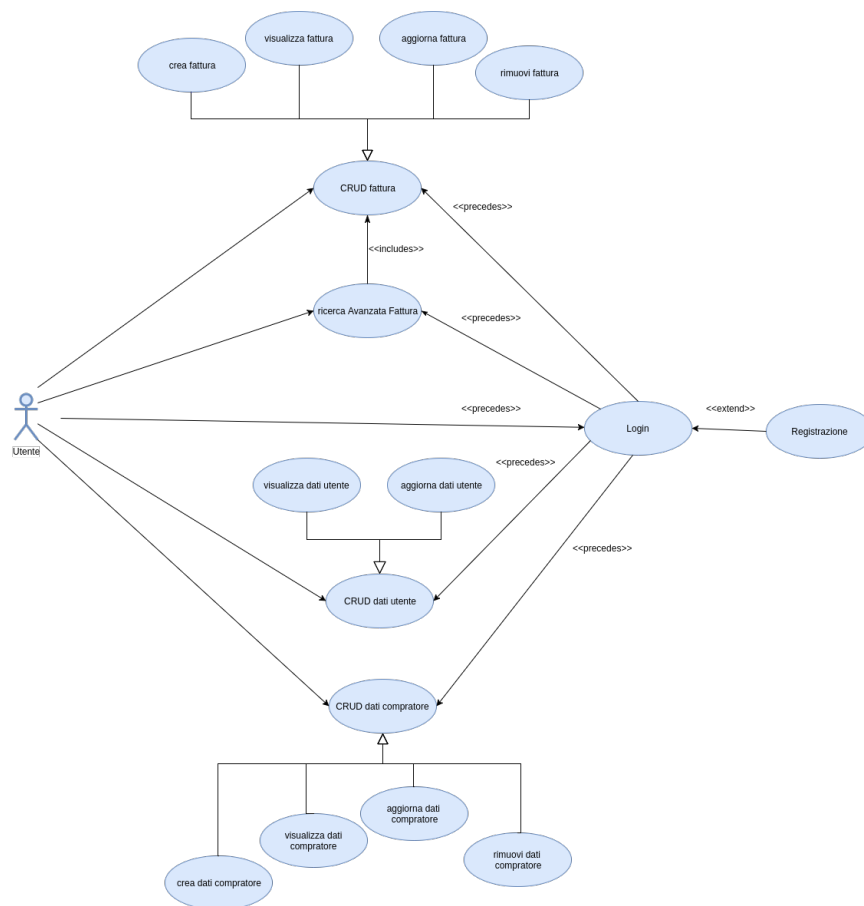 visualizza fattura
aggiorna fattura
crea fattura
rimuovi fattura
CRUD fattura
<<precedes>>
<<includes>>
ricerca Avanzata Fattura
<<precedes>>
<<precedes>>
<<extend>>
Login
Registrazione
Utente
<<precedes>>
visualizza dati utente
aggiorna dati utente
<<precedes>>
CRUD dati utente
CRUD dati compratore
aggiorna dati
compratore
visualizza dati
compratore
rimuovi dati
compratore
crea dati compratore